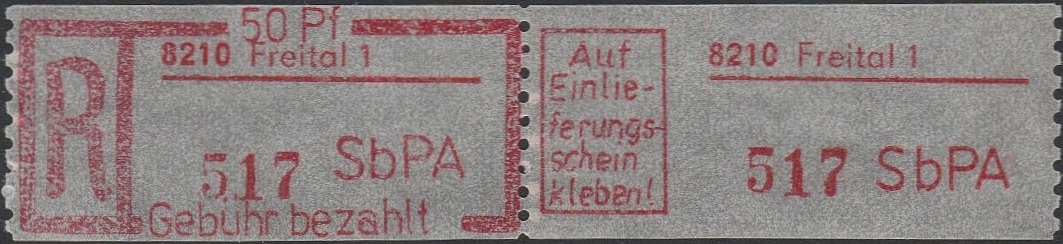 50 Pf
8210 Freital 1
R
517 SbPA
Gebühr bezahlt
Auf
Einlie-
ferungs-
schein
kleben!
8210 Freital 1
517 SbPA